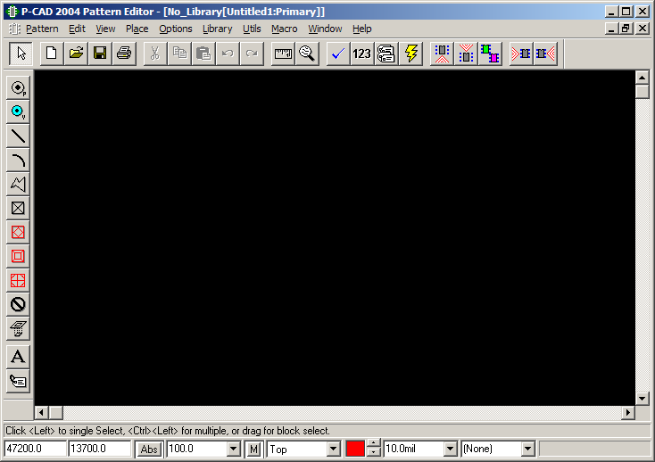 P-CAD 2004 Pattern Editor - [No_Library[Untitled1:Primary]]
Pattern Edit View Place Options Library Utils Macro Window Help
123
P
V
A
Click <Left> to single Select, <Ctrl><Left> for multiple, or drag for block select.
47200.0 13700.0 Abs 100.0 M Top 10.0mil (None)